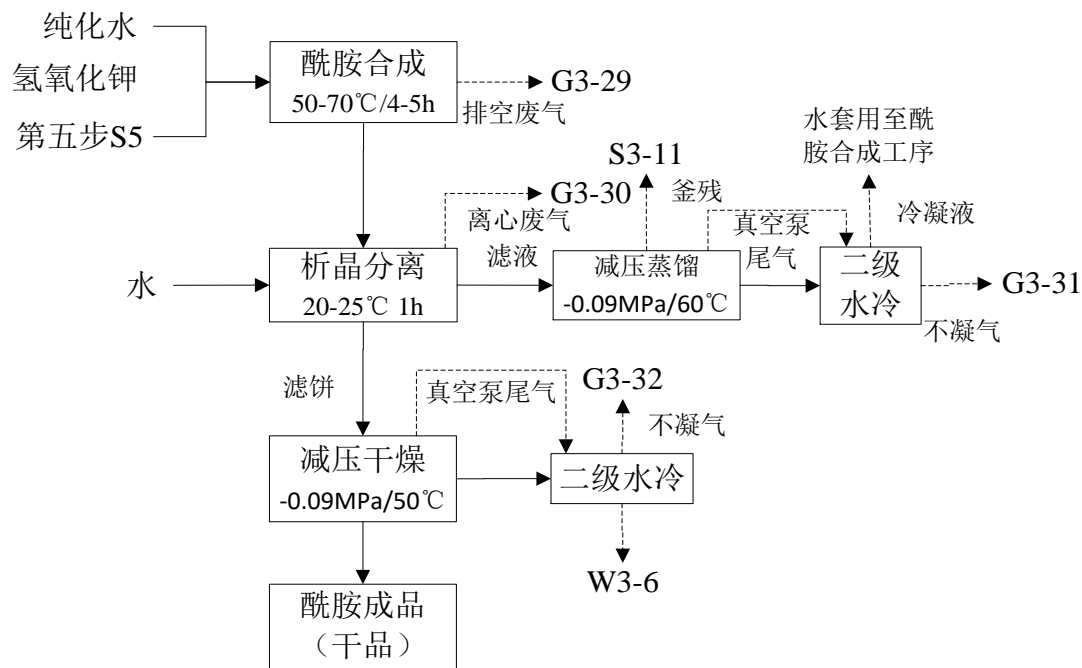 纯化水
氢氧化钾
第五步S5
酰胺合成
50-70℃/4-5h
G3-29
排空废气
水套用至酰
胺合成工序
S3-11
釜残
G3-30
离心废气
真空泵
尾气
冷凝液
水
析晶分离
20-25℃ 1h
滤液
减压蒸馏
-0.09MPa/60℃
二级
水冷
G3-31
不凝气
滤饼
真空泵尾气
G3-32
不凝气
减压干燥
-0.09MPa/50℃
二级水冷
W3-6
酰胺成品
（干品）